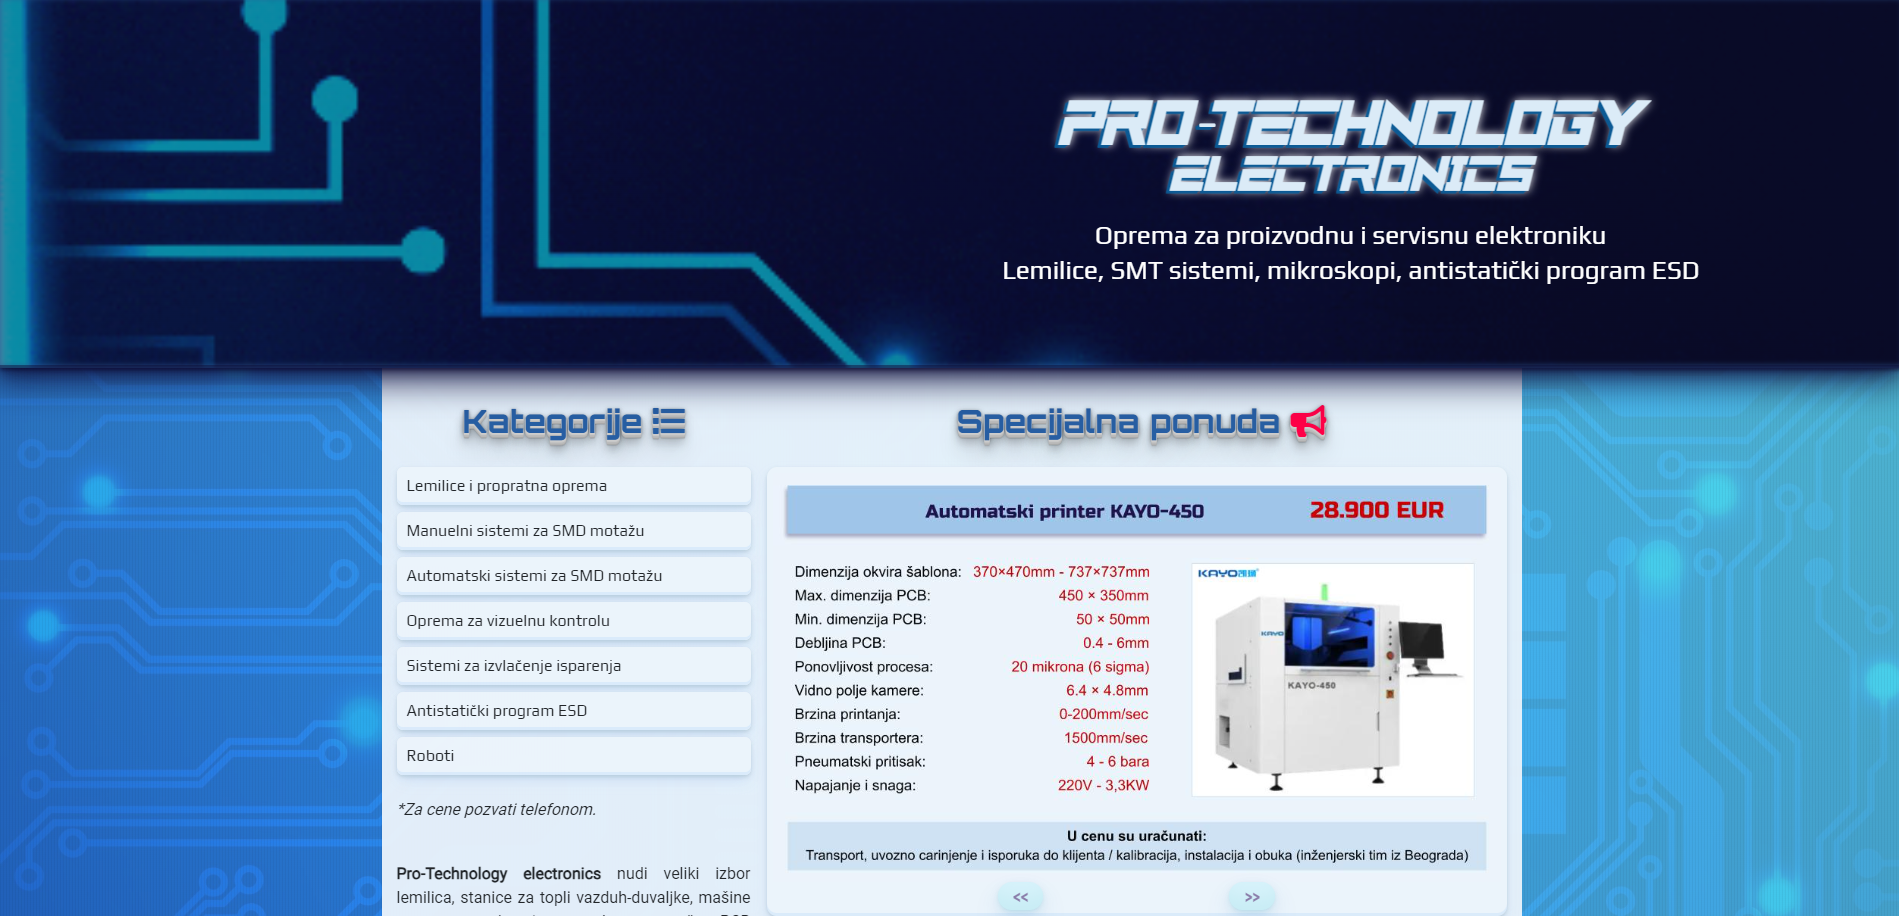 PRO-TECHNOLOGY
ELECTRONICS
Oprema za proizvodnu i servisnu elektroniku
Lemilice, SMT sistemi, mikroskopi, antistatički program ESD
Kategorije
Lemilice i propratna oprema
Manuelni sistemi za SMD motažu
Automatski sistemi za SMD motažu
Oprema za vizuelnu kontrolu
Sistemi za izvlačenje isparenja
Antistatički program ESD
Roboti
*Za cene pozvati telefonom.
Pro-Technology electronics nudi veliki izbor
lemilica, stanice za topli vazduh-duvaljke, mašine
Specijalna ponuda
Automatski printer KAYO-450 28.900 EUR
Dimenzija okvira šablona: 370×470mm - 737×737mm
Max. dimenzija PCB: 450 × 350mm
Min. dimenzija PCB: 50 × 50mm
Debljina PCB: 0.4 - 6mm
Ponovljivost procesa: 20 mikrona (6 sigma)
Vidno polje kamere: 6.4 × 4.8mm
Brzina printanja: 0-200mm/sec
Brzina transportera: 1500mm/sec
Pneumatski pritisak: 4 - 6 bara
Napajanje i snaga: 220V - 3,3KW
KAYO
KAYO
KAYO-450
U cenu su uračunati:
Transport, uvozno carinjenje i isporuka do klijenta / kalibracija, instalacija i obuka (inženjerski tim iz Beograda)
<< >>